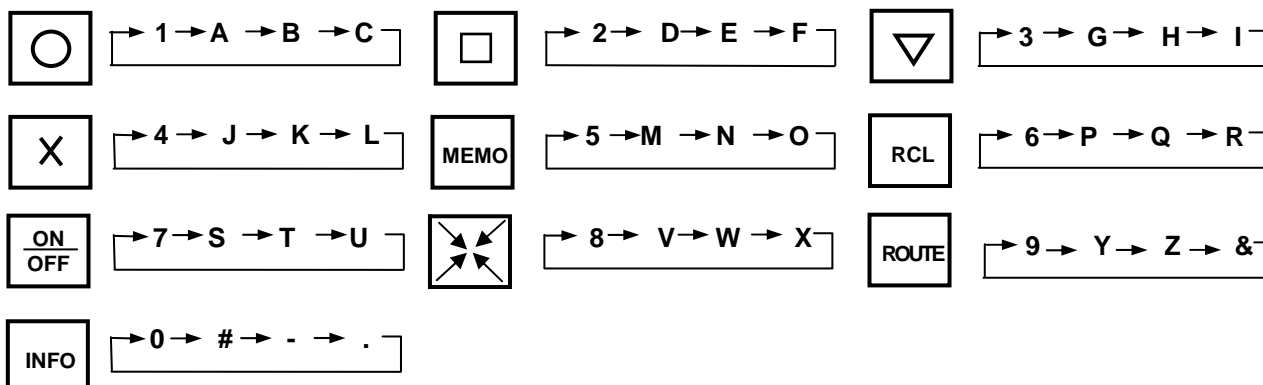 1 A B C 2 D E F 3 G H I
4 J K L MEMO 5 M N O RCL 6 P Q R
ON
OFF 7 S T U 8 V W X ROUTE 9 Y Z &
INFO 0 # - .